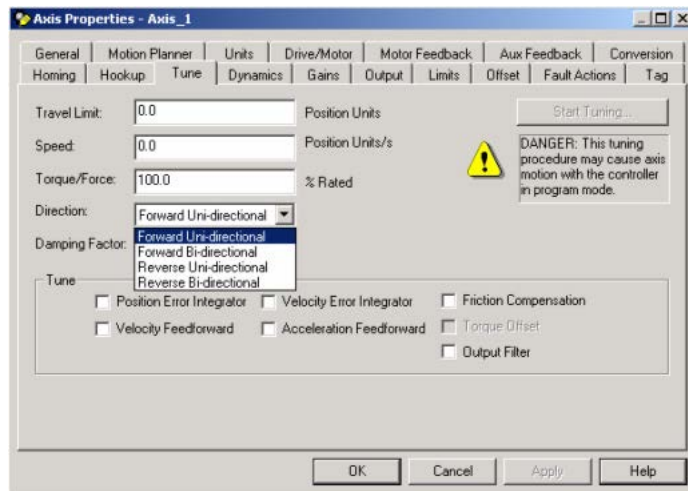 Axis Properties - Axis_1
General Motion Planner Units Drive/Motor Motor Feedback Aux Feedback Conversion
Homing Hookup Tune Dynamics Gains Output Limits Offset Fault Actions Tag
Travel Limit: 0.0 Position Units Start Tuning...
Speed: 0.0 Position Units/s
DANGER: This tuning
procedure may cause axis
motion with the controller
in program mode.
Torque/Force: 100.0 % Rated
Direction: Forward Uni-directional
Forward Uni-directional
Forward Bi-directional
Reverse Uni-directional
Reverse Bi-directional
Damping Factor:
Tune
Position Error Integrator Velocity Error Integrator Friction Compensation
Velocity Feedforward Acceleration Feedforward Torque Offset
Output Filter
OK Cancel Apply Help